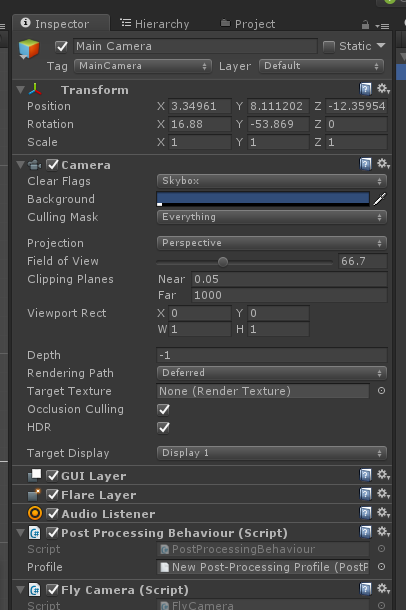 Inspector Hierarchy Project
Main Camera Static
Tag MainCamera Layer Default
Transform
Position X 3.34961 Y 8.111202 Z -12.35954
Rotation X 16.88 Y -53.869 Z 0
Scale X 1 Y 1 Z 1
Camera
Clear Flags Skybox
Background
Culling Mask Everything
Projection Perspective
Field of View 66.7
Clipping Planes Near 0.05
Far 1000
Viewport Rect X 0 Y 0
W 1 H 1
Depth -1
Rendering Path Deferred
Target Texture None (Render Texture)
Occlusion Culling
HDR
Target Display Display 1
GUI Layer
Flare Layer
Audio Listener
Post Processing Behaviour (Script)
Script PostProcessingBehaviour
Profile New Post-Processing Profile (PostP
Fly Camera (Script)
Script FlyCamera